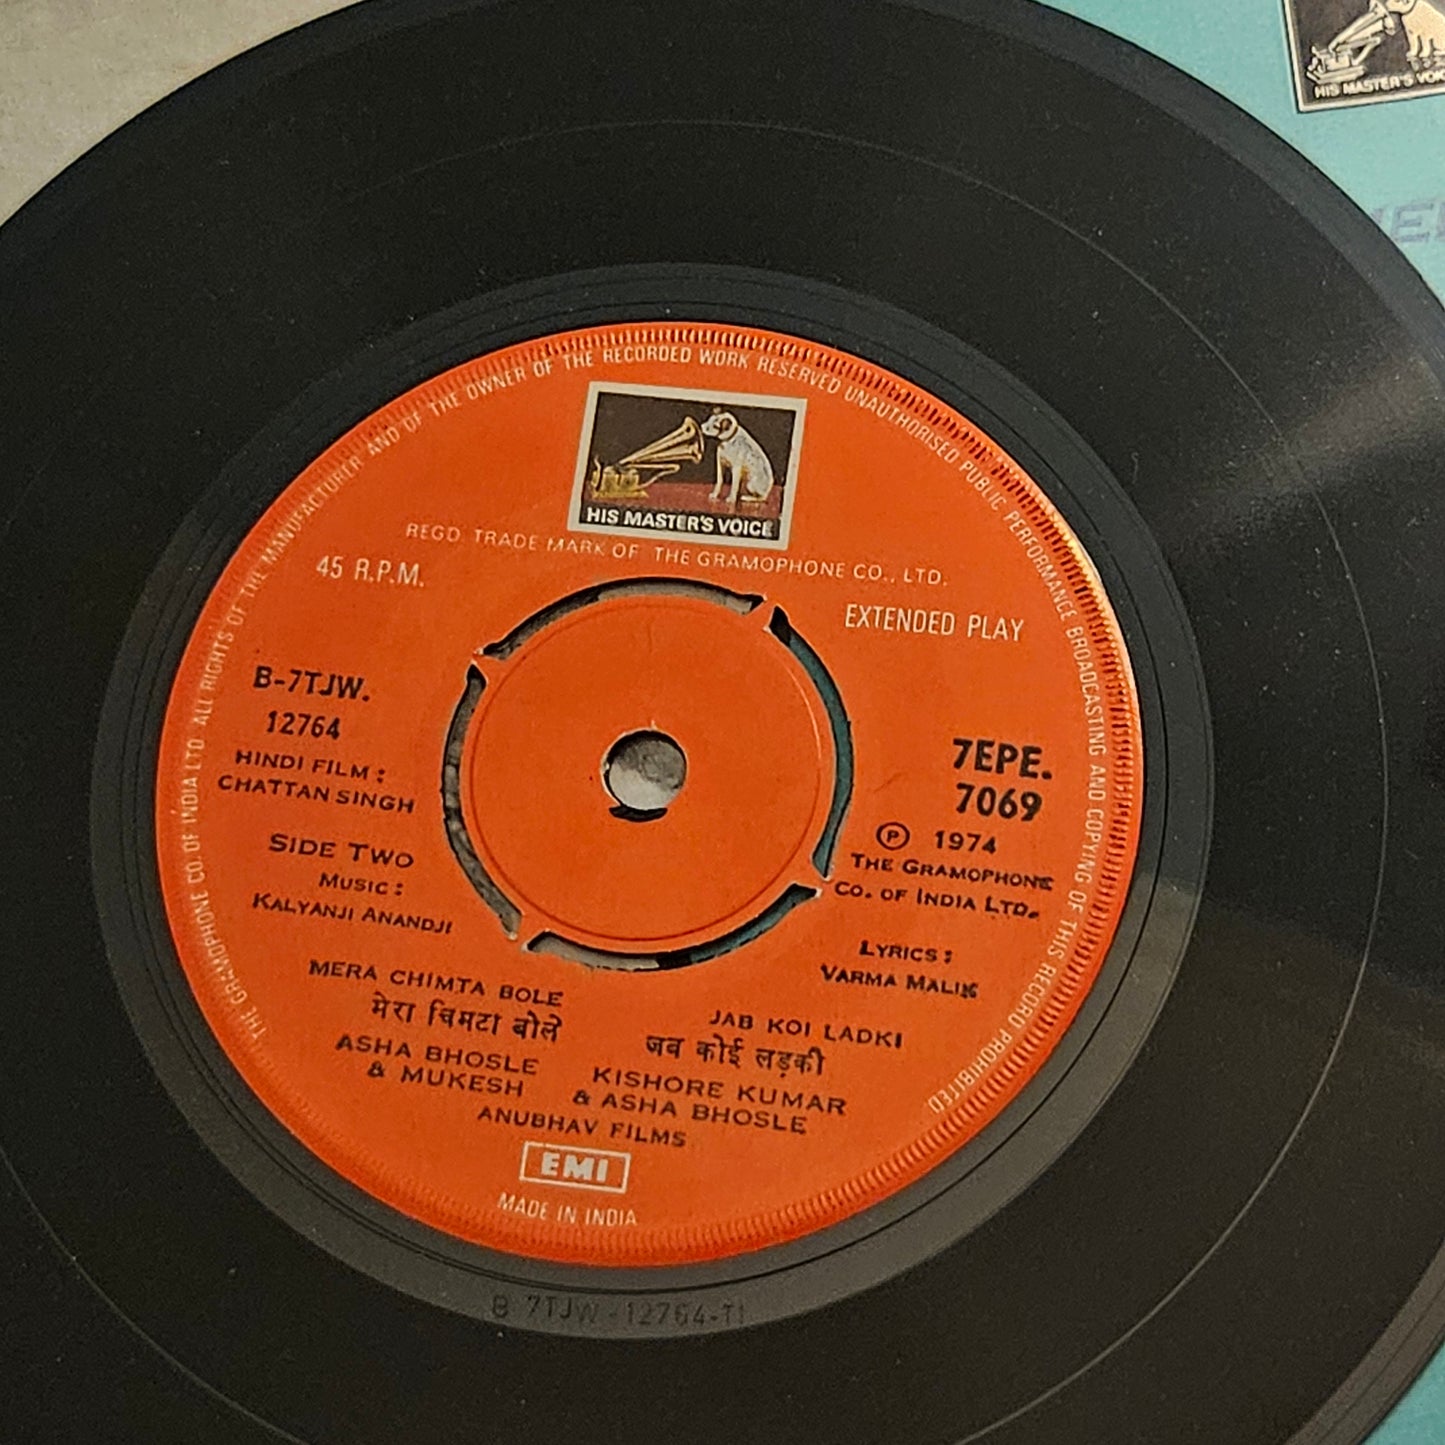 HIS MASTER'S VOICE
THE GRAMOPHONE CO. OF INDIA LTD. ALL RIGHTS OF THE MANUFACTURER AND OF THE OWNER OF THE RECORDED WORK RESERVED UNAUTHORISED PUBLIC PERFORMANCE BROADCASTING AND COPYING OF THIS RECORD PROHIBITED
HIS MASTER'S VOICE
REGD TRADE MARK OF THE GRAMOPHONE CO., LTD.
45 R.P.M.
EXTENDED PLAY
B-7TJW.
12764
HINDI FILM:
CHATTAN SINGH
7EPE.
7069
℗ 1974
THE GRAMOPHONE
CO. OF INDIA LTD.
SIDE TWO
MUSIC:
KALYANJI ANANDJI
LYRICS:
VARMA MALIK
MERA CHIMTA BOLE
मेरा चिमटा बोले
ASHA BHOSLE
& MUKESH
JAB KOI LADKI
जब कोई लड़की
KISHORE KUMAR
& ASHA BHOSLE
ANUBHAV FILMS
EMI
MADE IN INDIA
B 7TJW-12764-T1